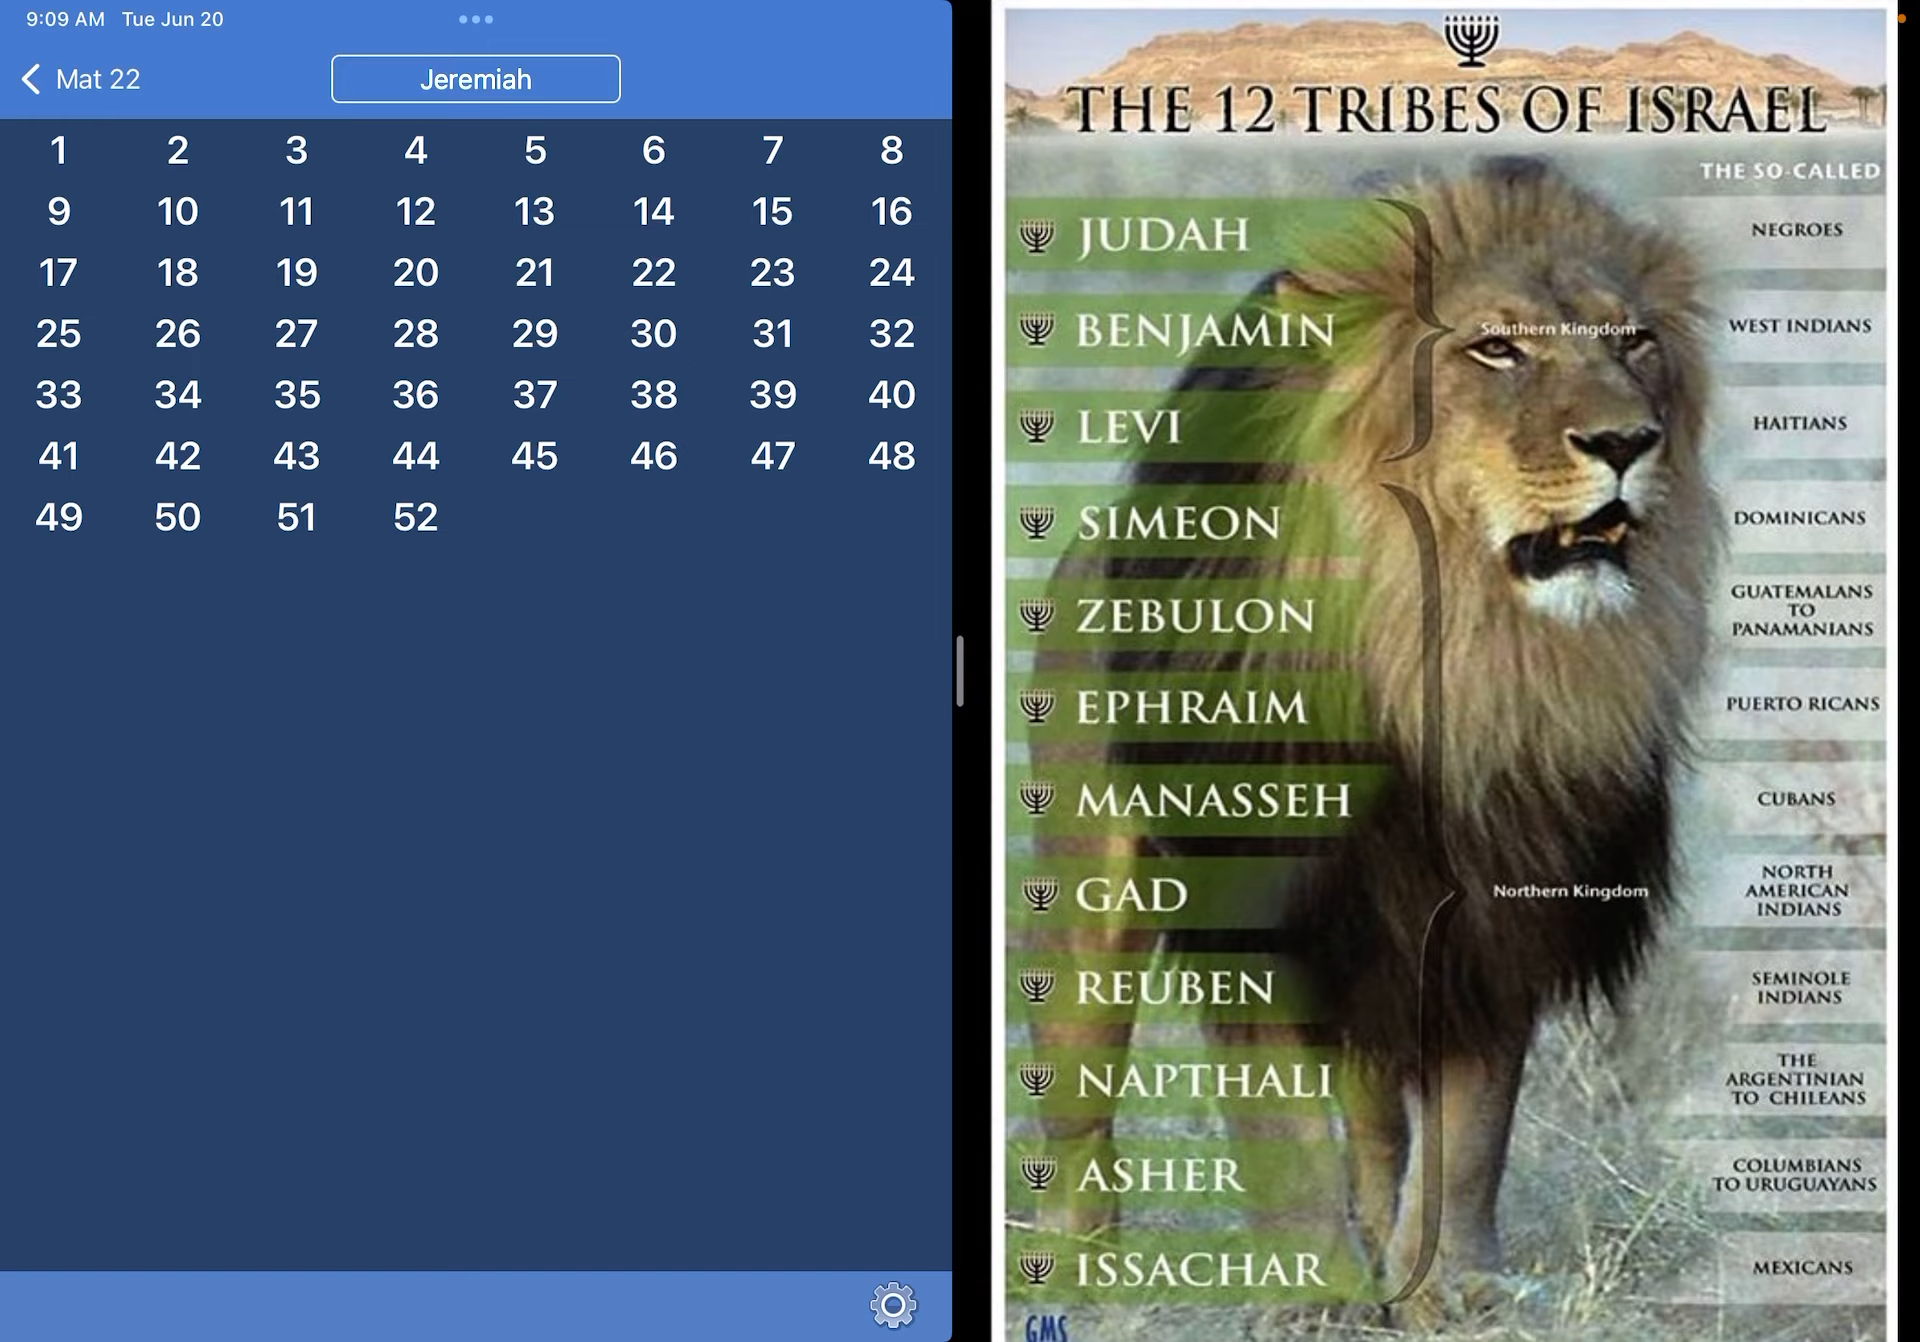 9:09 AM Tue Jun 20
Mat 22
Jeremiah
1 2 3 4 5 6 7 8
9 10 11 12 13 14 15 16
17 18 19 20 21 22 23 24
25 26 27 28 29 30 31 32
33 34 35 36 37 38 39 40
41 42 43 44 45 46 47 48
49 50 51 52
THE 12 TRIBES OF ISRAEL
THE SO-CALLED
JUDAH
NEGROES
BENJAMIN
Southern Kingdom
WEST INDIANS
LEVI
HAITIANS
SIMEON
DOMINICANS
ZEBULON
GUATEMALANS
TO
PANAMANIANS
EPHRAIM
PUERTO RICANS
MANASSEH
CUBANS
GAD
Northern Kingdom
NORTH
AMERICAN
INDIANS
REUBEN
SEMINOLE
INDIANS
NAPTHALI
THE
ARGENTINIAN
TO CHILEANS
ASHER
COLUMBIANS
TO URUGUAYANS
ISSACHAR
MEXICANS
GMS